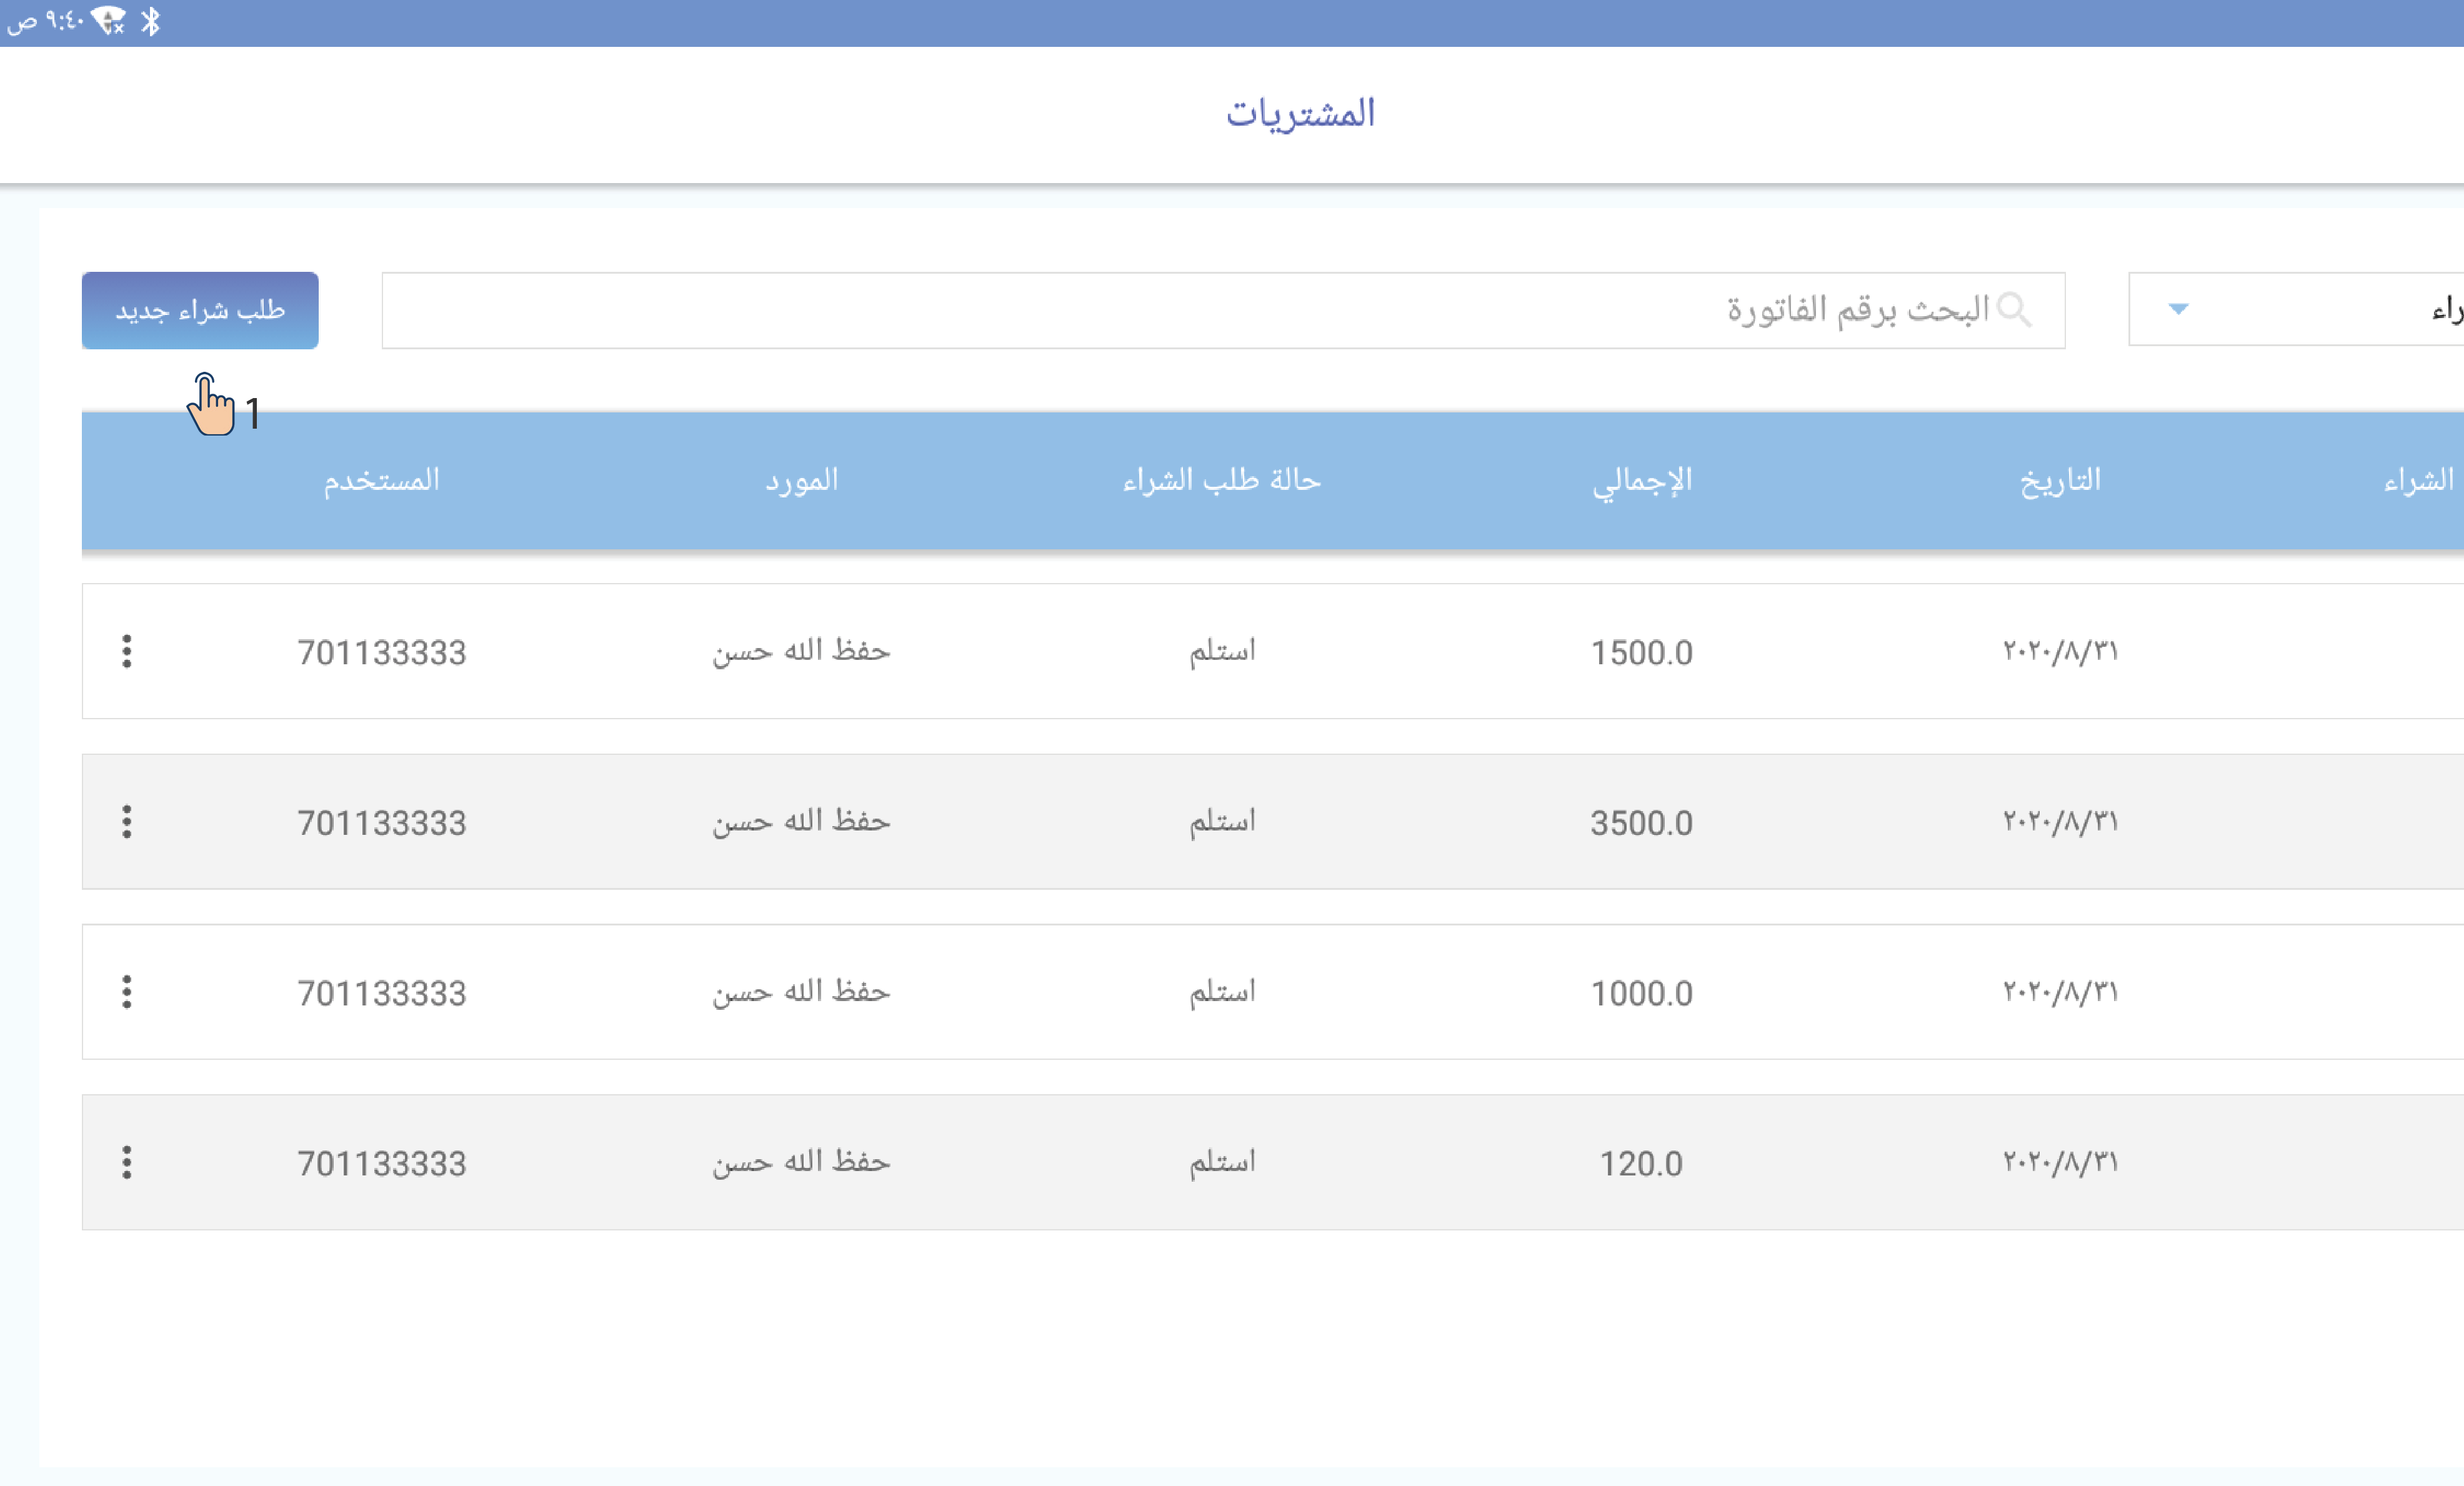 ٩:٤٠ ص
المشتريات
البحث برقم الفاتورة طلب شراء جديد
1
الشراء التاريخ الإجمالي حالة طلب الشراء المورد المستخدم
٢٠٢٠/٨/٣١ 1500.0 استلم حفظ الله حسن 701133333
٢٠٢٠/٨/٣١ 3500.0 استلم حفظ الله حسن 701133333
٢٠٢٠/٨/٣١ 1000.0 استلم حفظ الله حسن 701133333
٢٠٢٠/٨/٣١ 120.0 استلم حفظ الله حسن 701133333